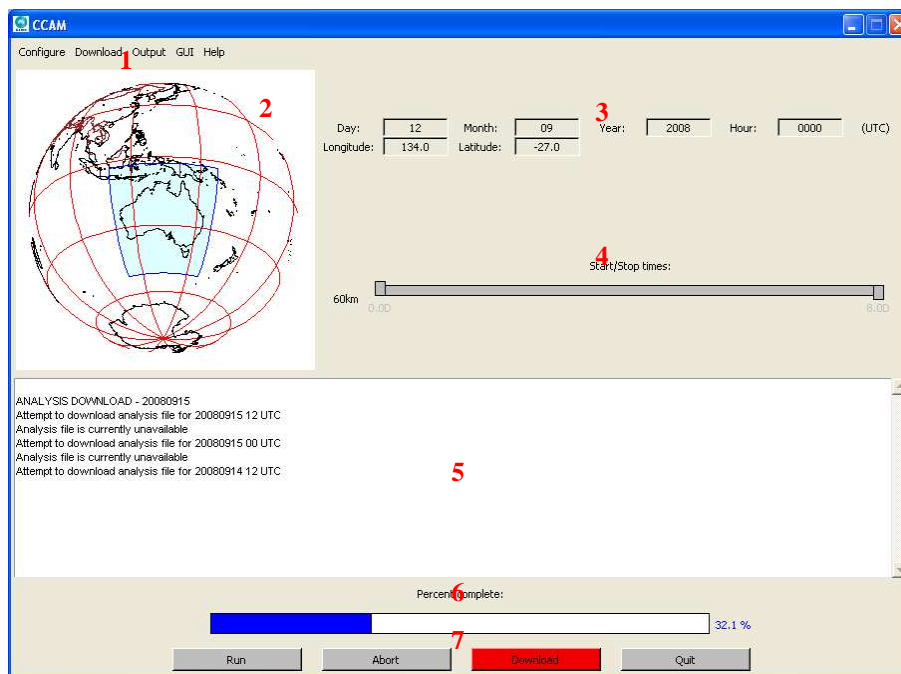 CCAM
Configure Download Output GUI Help
1
2
3
Day: 12 Month: 09 Year: 2008 Hour: 0000 (UTC)
Longitude: 134.0 Latitude: -27.0
4
Start/Stop times:
60km
0.0D 8.0D
ANALYSIS DOWNLOAD - 20080915
Attempt to download analysis file for 20080915 12 UTC
Analysis file is currently unavailable
Attempt to download analysis file for 20080915 00 UTC
Analysis file is currently unavailable
Attempt to download analysis file for 20080914 12 UTC
5
6
Percent complete:
32.1 %
7
Run Abort Download Quit